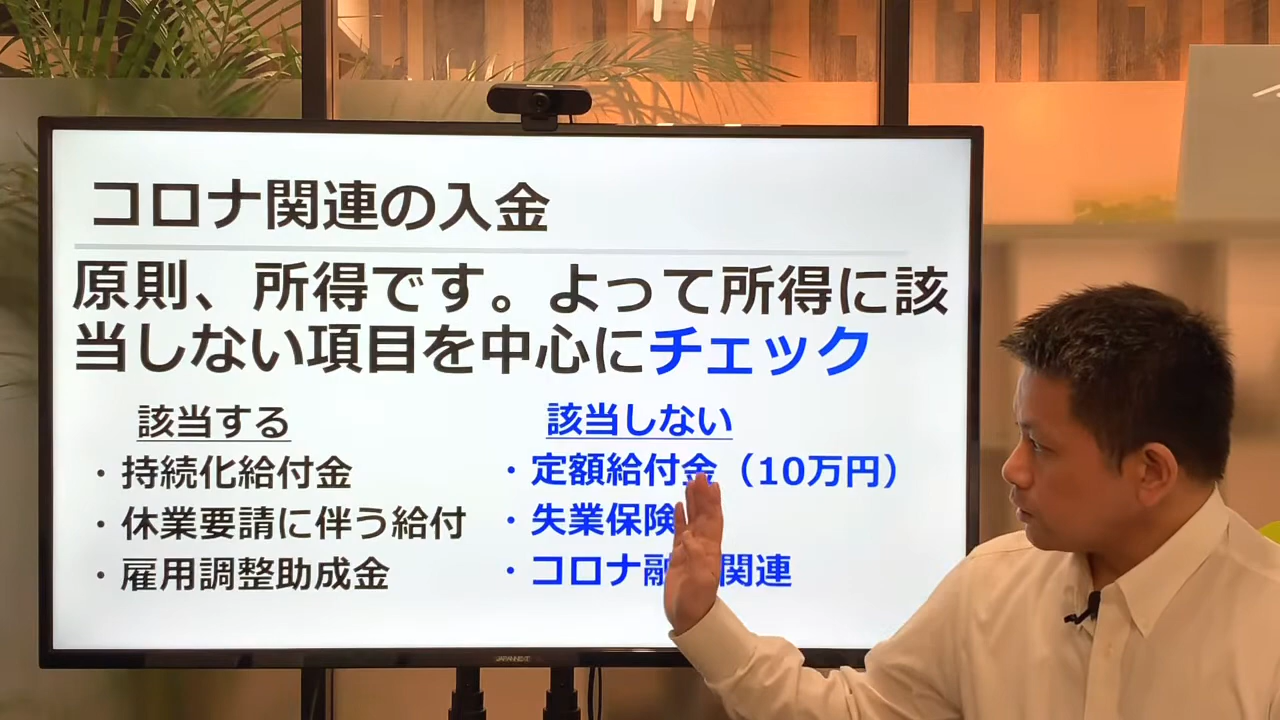 コロナ関連の入金
原則、所得です。よって所得に該
当しない項目を中心にチェック
該当する
・持続化給付金
・休業要請に伴う給付
・雇用調整助成金
該当しない
・定額給付金（10万円）
・失業保険
・コロナ融 関連
JAPANNEXT